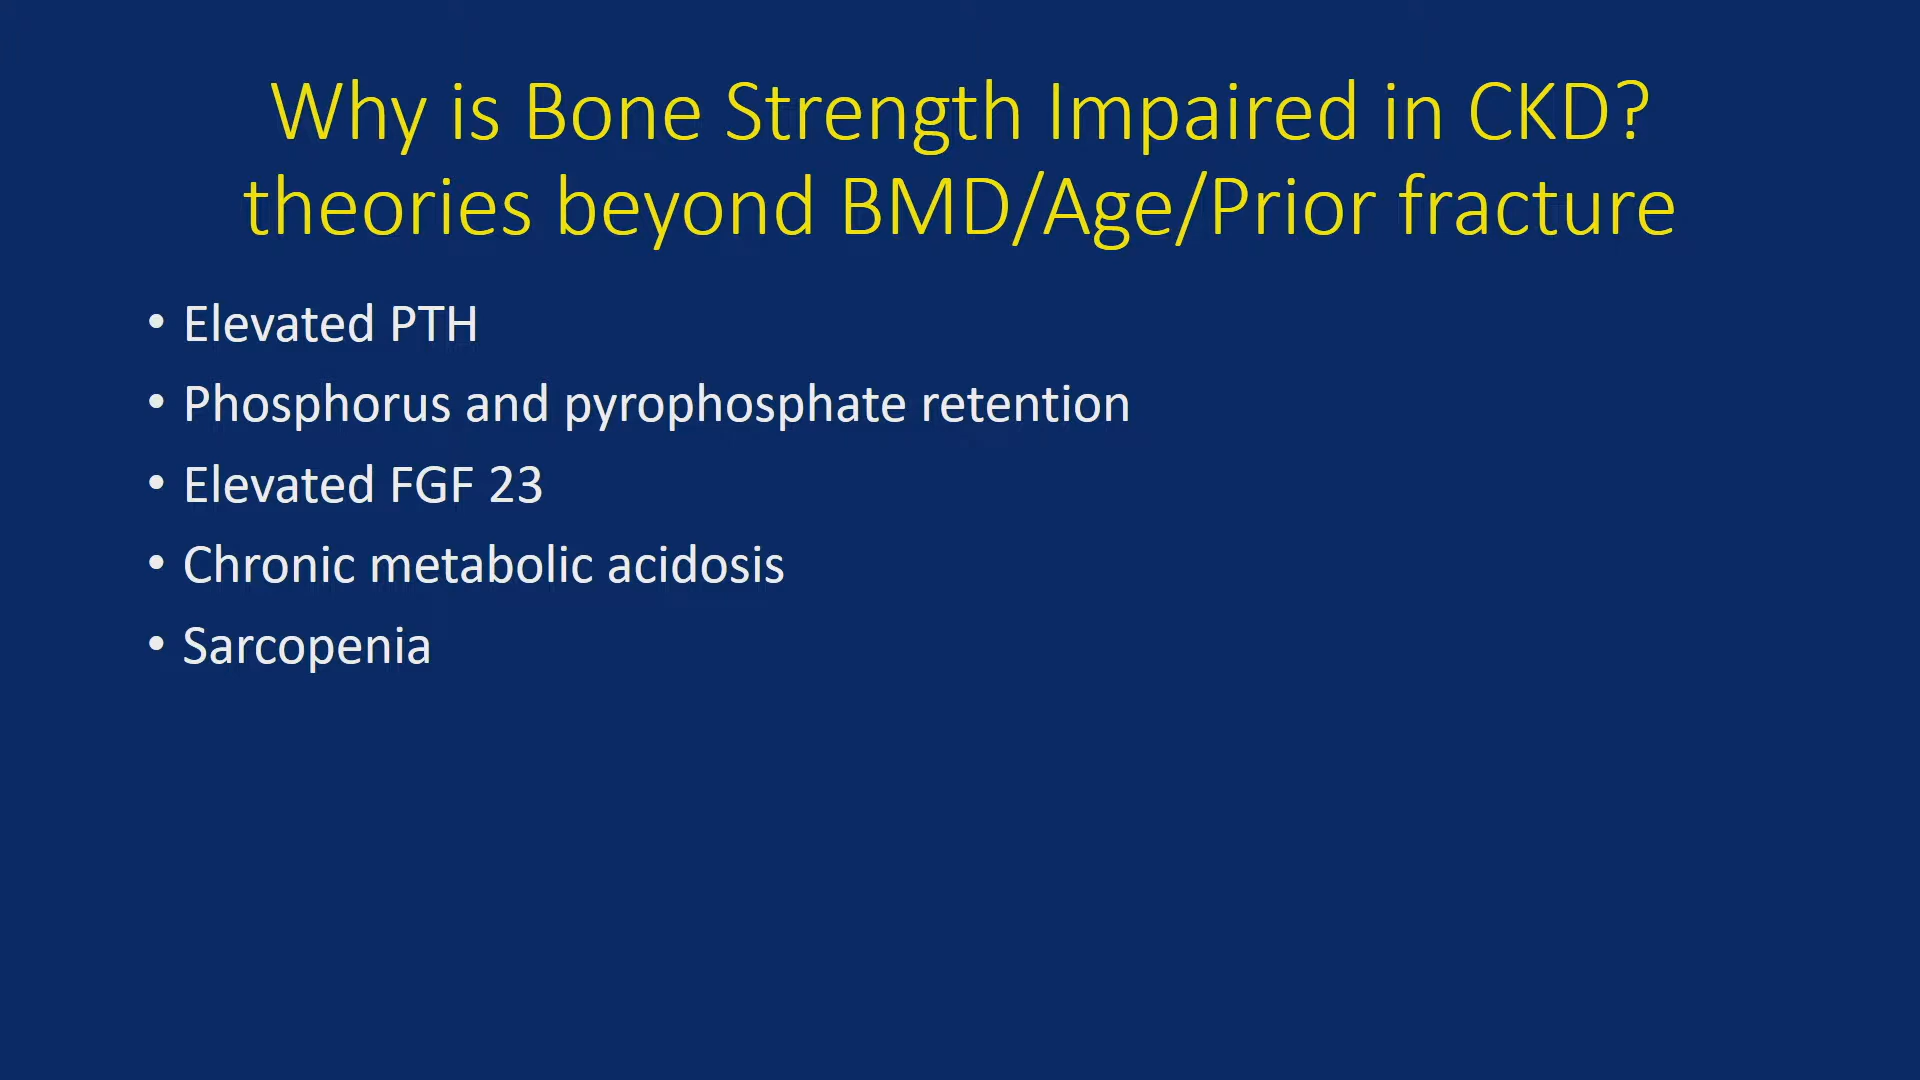 Why is Bone Strength Impaired in CKD?
theories beyond BMD/Age/Prior fracture
• Elevated PTH
• Phosphorus and pyrophosphate retention
• Elevated FGF 23
• Chronic metabolic acidosis
• Sarcopenia